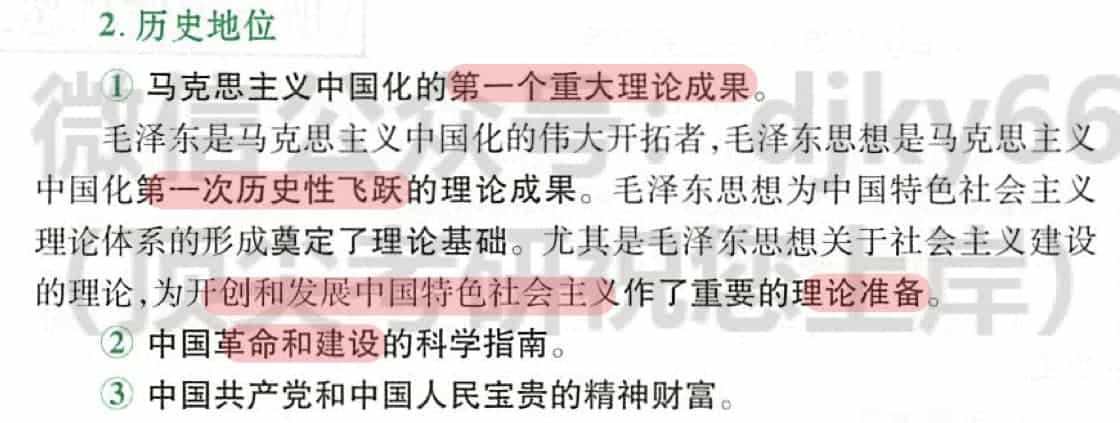 2. 历史地位
① 马克思主义中国化的第一个重大理论成果。
毛泽东是马克思主义中国化的伟大开拓者,毛泽东思想是马克思主义
中国化第一次历史性飞跃的理论成果。毛泽东思想为中国特色社会主义
理论体系的形成奠定了理论基础。尤其是毛泽东思想关于社会主义建设
的理论,为开创和发展中国特色社会主义作了重要的理论准备。
② 中国革命和建设的科学指南。
③ 中国共产党和中国人民宝贵的精神财富。
微信公众号: djky66
(顶尖考研祝您上岸)